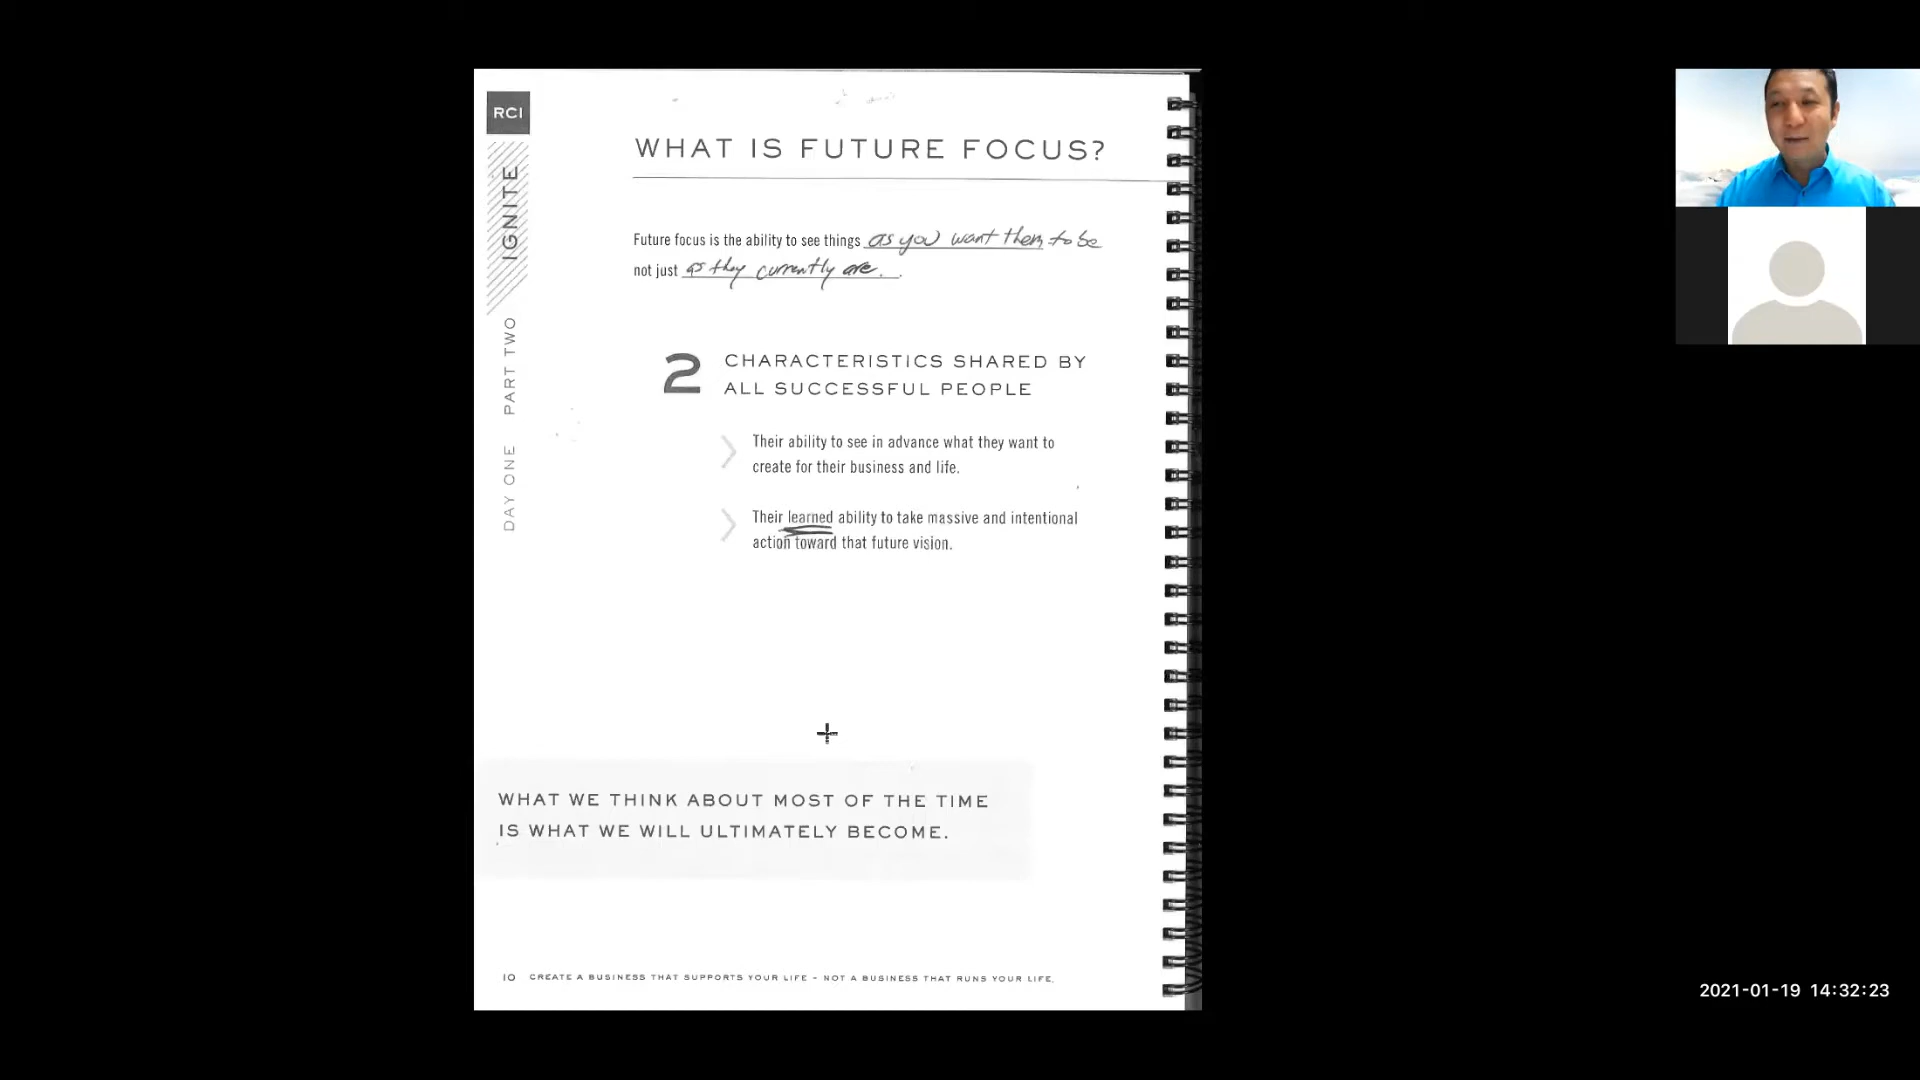 RCI
IGNITE
DAY ONE PART TWO
WHAT IS FUTURE FOCUS?
Future focus is the ability to see things as you want them to be
not just as they currently are.
2 CHARACTERISTICS SHARED BY
ALL SUCCESSFUL PEOPLE
Their ability to see in advance what they want to
create for their business and life.
Their learned ability to take massive and intentional
action toward that future vision.
WHAT WE THINK ABOUT MOST OF THE TIME
IS WHAT WE WILL ULTIMATELY BECOME.
10 CREATE A BUSINESS THAT SUPPORTS YOUR LIFE – NOT A BUSINESS THAT RUNS YOUR LIFE.
2021-01-19 14:32:23